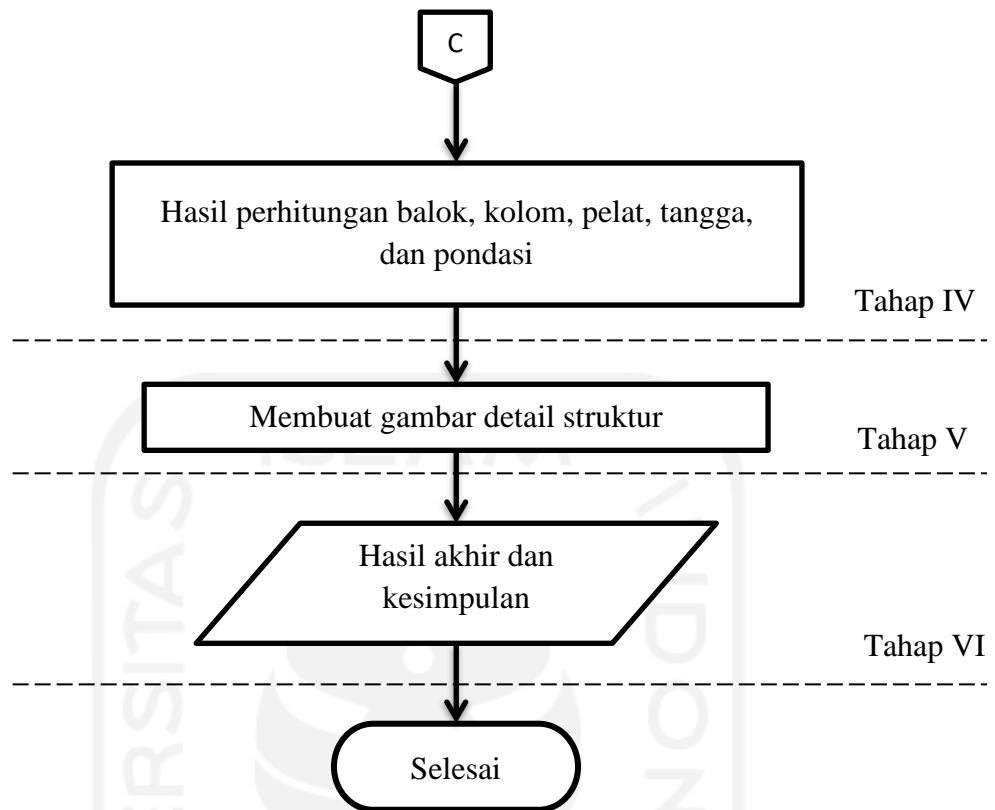 C
Hasil perhitungan balok, kolom, pelat, tangga,
dan pondasi
Tahap IV
Membuat gambar detail struktur
Tahap V
ISLAM
Hasil akhir dan
kesimpulan
Tahap VI
Selesai